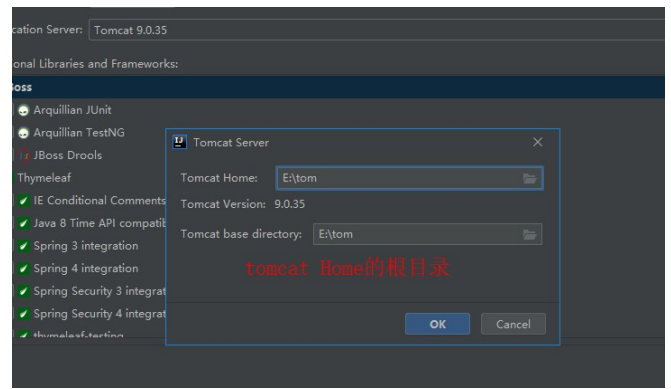 cation Server: Tomcat 9.0.35
onal Libraries and Frameworks:
oss
Arquillian JUnit
Arquillian TestNG
JBoss Drools
Thymeleaf
IE Conditional Comments
Java 8 Time API compatib
Spring 3 integration
Spring 4 integration
Spring Security 3 integrat
Spring Security 4 integrat
thymeleaf-testing
Tomcat Server
Tomcat Home: E:\tom
Tomcat Version: 9.0.35
Tomcat base directory: E:\tom
tomcat Home的根目录
OK Cancel